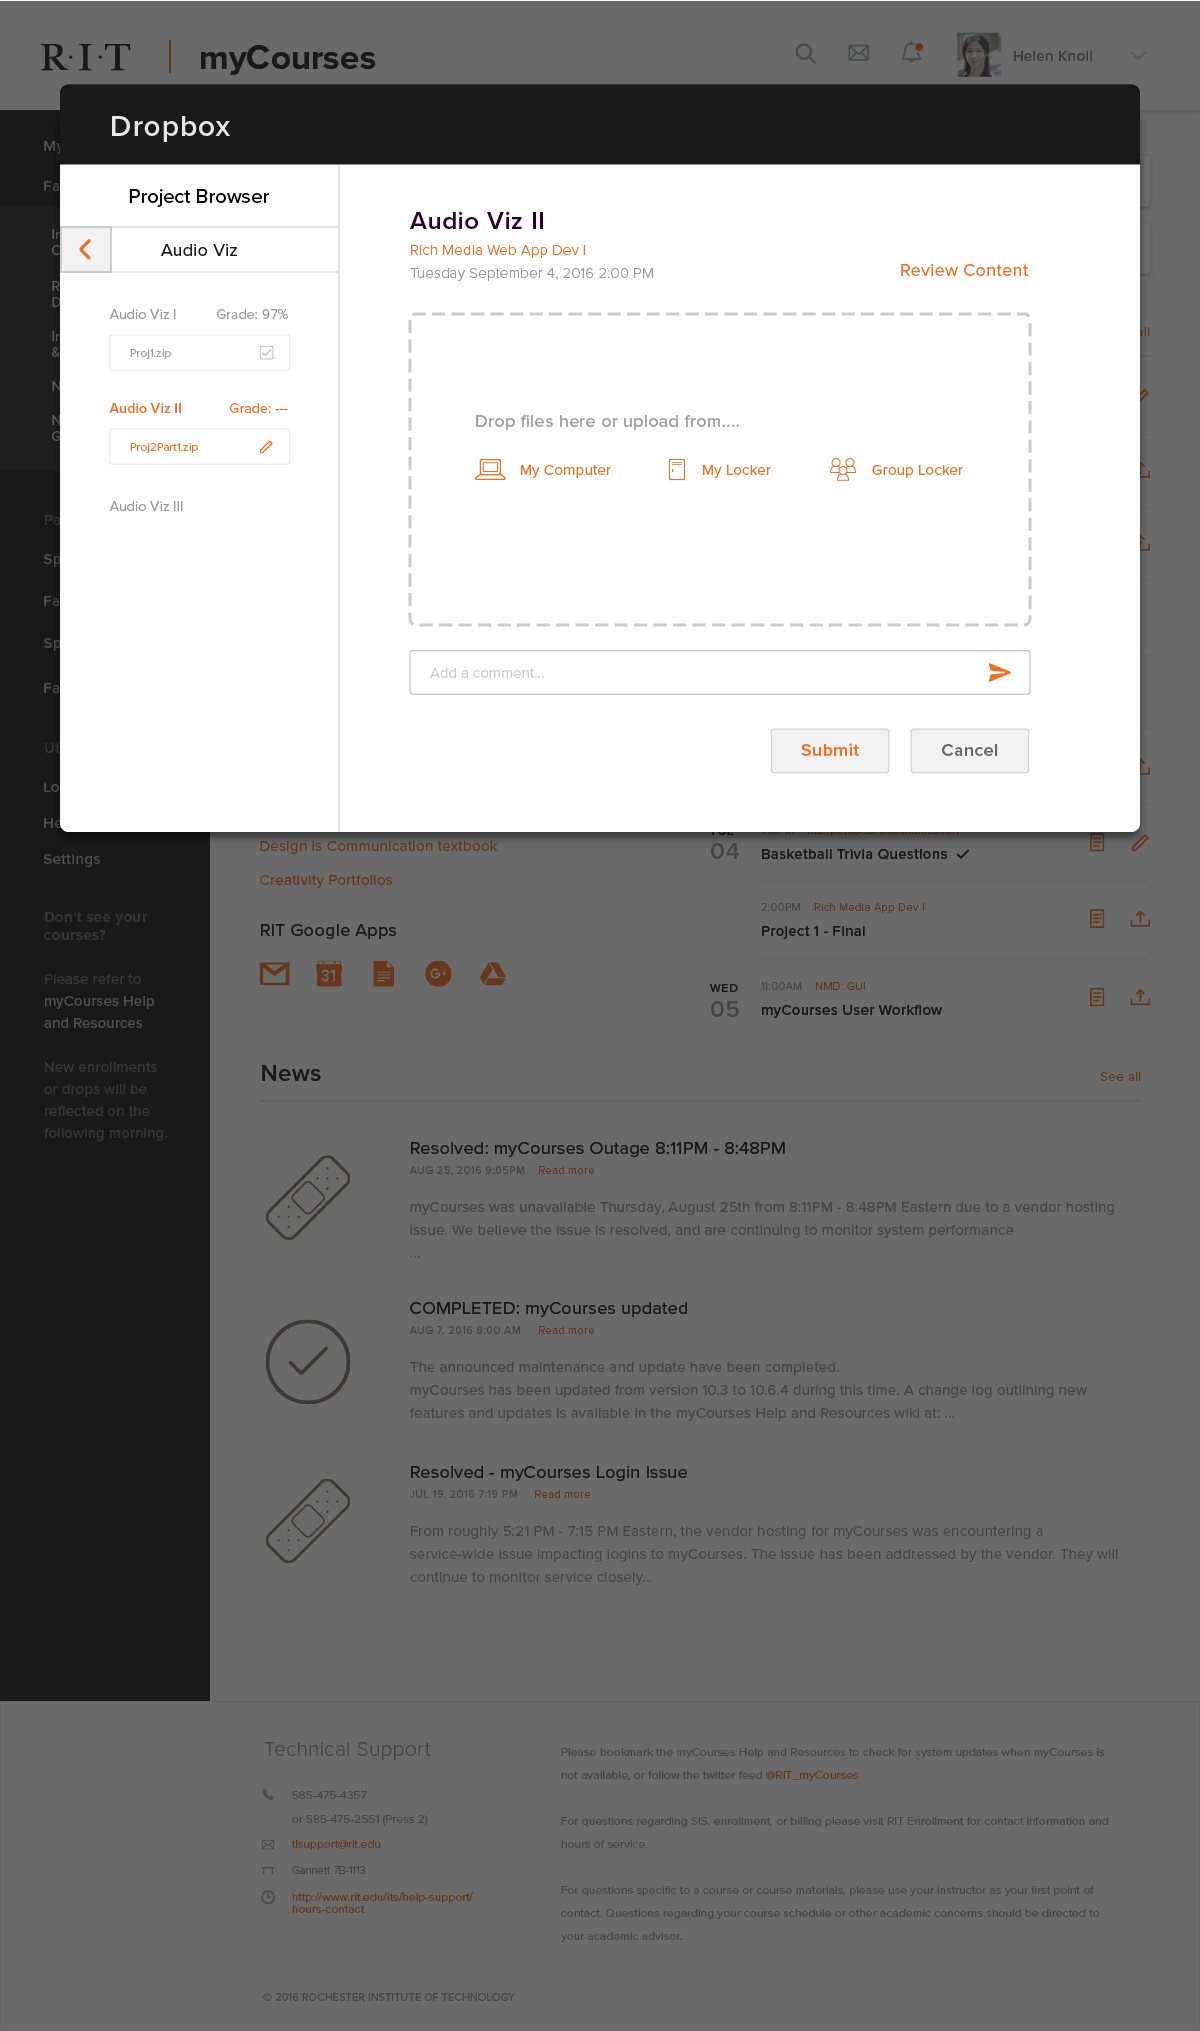 R·I·T
myCourses
Helen Knoll
Dropbox
Project Browser
Audio Viz
Audio Viz I Grade: 97%
Proj1.zip
Audio Viz II Grade: ---
Proj2Part1.zip
Audio Viz III
Audio Viz II
Rich Media Web App Dev I
Tuesday September 4, 2016 2:00 PM
Review Content
Drop files here or upload from....
My Computer
My Locker
Group Locker
Add a comment...
Submit
Cancel
Settings
Don't see your
courses?
Please refer to
myCourses Help
and Resources
New enrollments
or drops will be
reflected on the
following morning.
Design is Communication textbook
Creativity Portfolios
RIT Google Apps
31
G+
04
Basketball Trivia Questions
2:00PM Rich Media App Dev I
Project 1 - Final
WED
05
11:00AM NMD: GUI
myCourses User Workflow
News
See all
Resolved: myCourses Outage 8:11PM - 8:48PM
AUG 25, 2016 9:05PM Read more
myCourses was unavailable Thursday, August 25th from 8:11PM - 8:48PM Eastern due to a vendor hosting
issue. We believe the issue is resolved, and are continuing to monitor system performance
...
COMPLETED: myCourses updated
AUG 7, 2016 8:00 AM Read more
The announced maintenance and update have been completed.
myCourses has been updated from version 10.3 to 10.6.4 during this time. A change log outlining new
features and updates is available in the myCourses Help and Resources wiki at: ...
Resolved - myCourses Login Issue
JUL 19, 2016 7:19 PM Read more
From roughly 5:21 PM - 7:15 PM Eastern, the vendor hosting for myCourses was encountering a
service-wide issue impacting logins to myCourses. The issue has been addressed by the vendor. They will
continue to monitor service closely...
Technical Support
585-475-4357
or 585-475-2551 (Press 2)
tlsupport@rit.edu
Gannett 7B-1113
http://www.rit.edu/its/help-support/
hours-contact
Please bookmark the myCourses Help and Resources to check for system updates when myCourses is
not available, or follow the twitter feed @RIT_myCourses
For questions regarding SIS, enrollment, or billing please visit RIT Enrollment for contact information and
hours of service.
For questions specific to a course or course materials, please use your instructor as your first point of
contact. Questions regarding your course schedule or other academic concerns should be directed to
your academic advisor.
© 2016 ROCHESTER INSTITUTE OF TECHNOLOGY